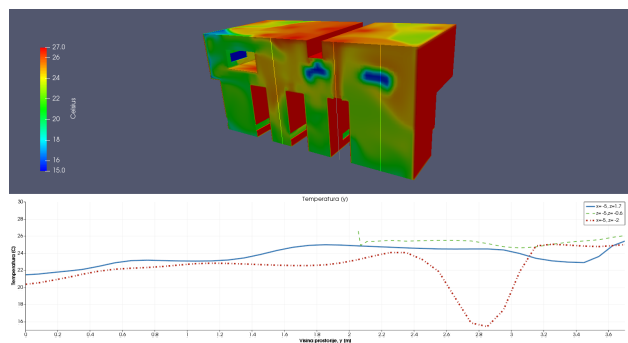 27.0
26
24
22
20
18
16
15.0
Celsius
Temperatura (y)
30
28
26
24
22
20
18
16
Temperatura (C)
x= -5, z=1.7
x= -5, z= -0.6
x=-5, z= -2
0 0.2 0.4 0.6 0.8 1 1.2 1.4 1.6 1.8 2 2.2 2.4 2.6 2.8 3 3.2 3.4 3.6
Visina prostorije, y (m)